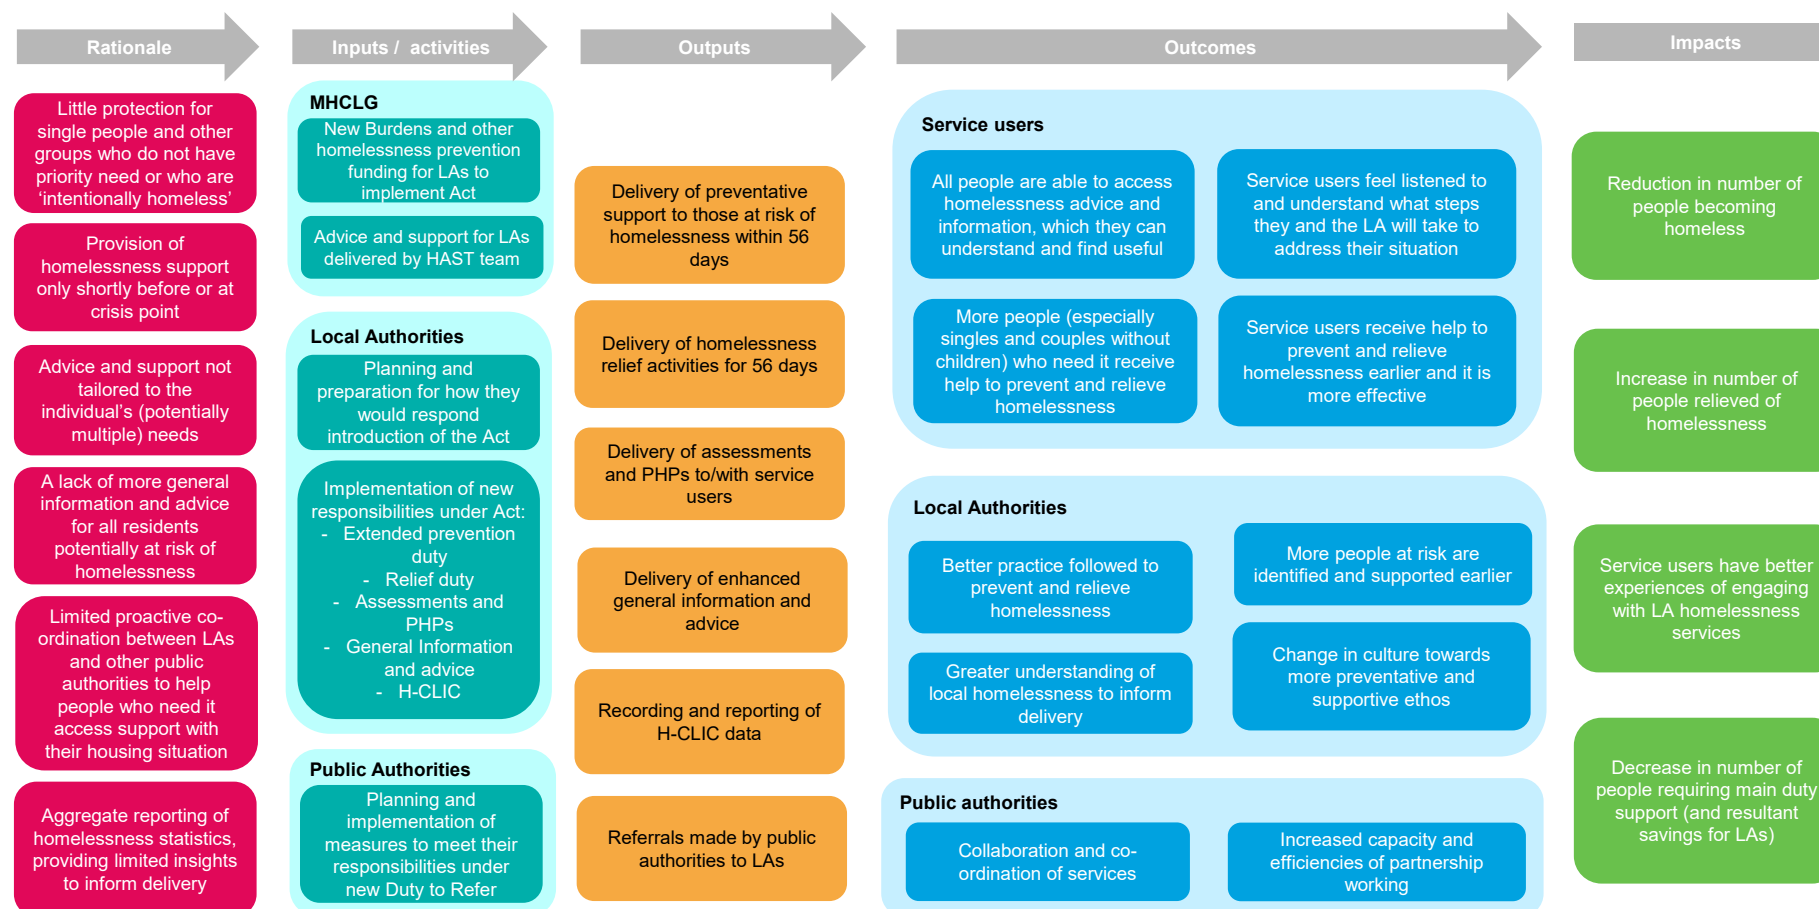 Rationale
Inputs / activities
Outputs
Outcomes
Impacts
Little protection for
single people and other
groups who do not have
priority need or who are
‘intentionally homeless’
Provision of
homelessness support
only shortly before or at
crisis point
Advice and support not
tailored to the
individual’s (potentially
multiple) needs
A lack of more general
information and advice
for all residents
potentially at risk of
homelessness
Limited proactive co-
ordination between LAs
and other public
authorities to help
people who need it
access support with
their housing situation
Aggregate reporting of
homelessness statistics,
providing limited insights
to inform delivery
MHCLG
New Burdens and other
homelessness prevention
funding for LAs to
implement Act
Advice and support for LAs
delivered by HAST team
Local Authorities
Planning and
preparation for how they
would respond
introduction of the Act
Implementation of new
responsibilities under Act:
- Extended prevention
duty
- Relief duty
- Assessments and
PHPs
- General Information
and advice
- H-CLIC
Public Authorities
Planning and
implementation of
measures to meet their
responsibilities under
new Duty to Refer
Delivery of preventative
support to those at risk of
homelessness within 56
days
Delivery of homelessness
relief activities for 56 days
Delivery of assessments
and PHPs to/with service
users
Delivery of enhanced
general information and
advice
Recording and reporting of
H-CLIC data
Referrals made by public
authorities to LAs
Service users
All people are able to access
homelessness advice and
information, which they can
understand and find useful
Service users feel listened to
and understand what steps
they and the LA will take to
address their situation
More people (especially
singles and couples without
children) who need it receive
help to prevent and relieve
homelessness
Service users receive help to
prevent and relieve
homelessness earlier and it is
more effective
Local Authorities
Better practice followed to
prevent and relieve
homelessness
More people at risk are
identified and supported earlier
Greater understanding of
local homelessness to inform
delivery
Change in culture towards
more preventative and
supportive ethos
Public authorities
Collaboration and co-
ordination of services
Increased capacity and
efficiencies of partnership
working
Reduction in number of
people becoming
homeless
Increase in number of
people relieved of
homelessness
Service users have better
experiences of engaging
with LA homelessness
services
Decrease in number of
people requiring main duty
support (and resultant
savings for LAs)